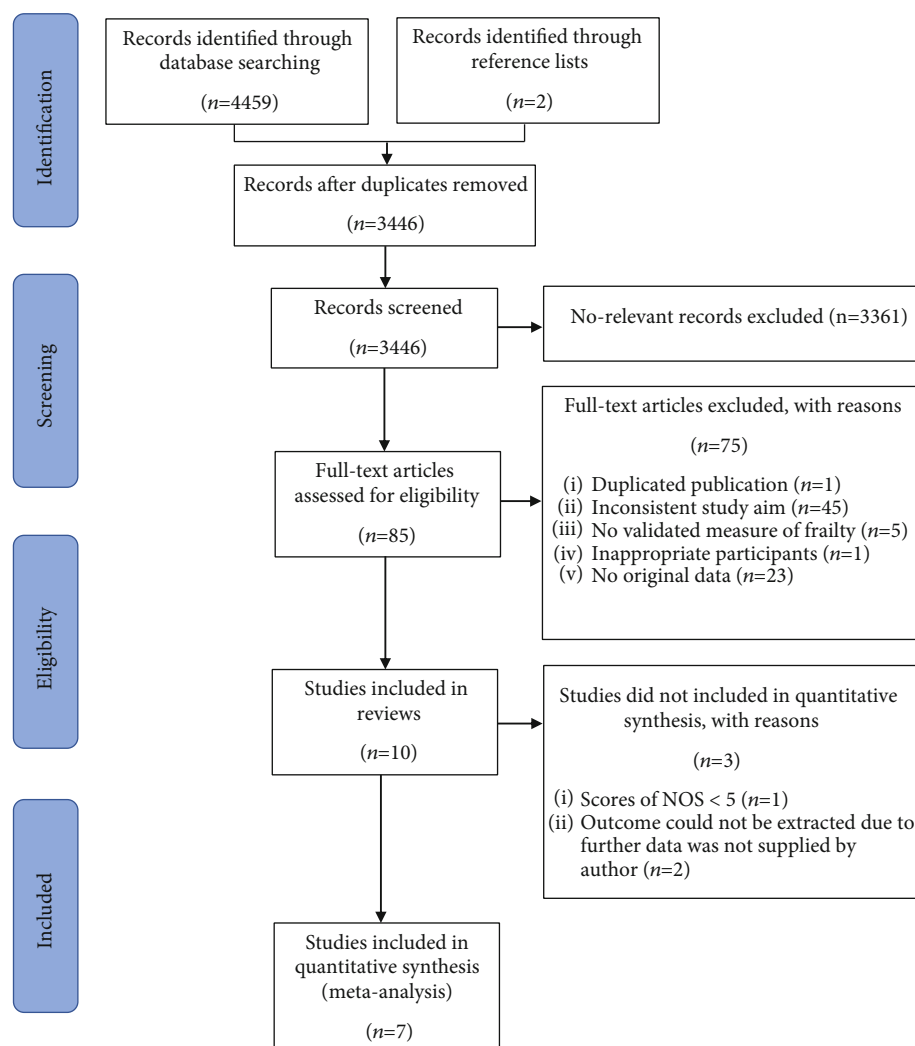 Identification
Records identified through
database searching
(n=4459)
Records identified through
reference lists
(n=2)
Records after duplicates removed
(n=3446)
Screening
Records screened
(n=3446)
No-relevant records excluded (n=3361)
Full-text articles
assessed for eligibility
(n=85)
Full-text articles excluded, with reasons
(n=75)
(i) Duplicated publication (n=1)
(ii) Inconsistent study aim (n=45)
(iii) No validated measure of frailty (n=5)
(iv) Inappropriate participants (n=1)
(v) No original data (n=23)
Eligibility
Studies included in
reviews
(n=10)
Studies did not included in quantitative
synthesis, with reasons
(n=3)
(i) Scores of NOS < 5 (n=1)
(ii) Outcome could not be extracted due to
further data was not supplied by
author (n=2)
Included
Studies included in
quantitative synthesis
(meta-analysis)
(n=7)